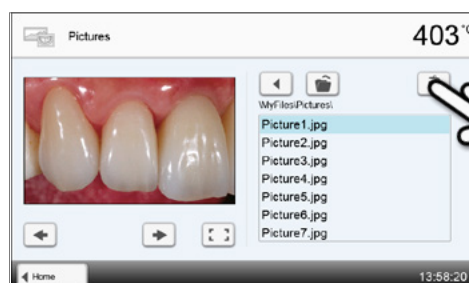 Pictures
403 °C
\MyFiles\Pictures\
Picture1.jpg
Picture2.jpg
Picture3.jpg
Picture4.jpg
Picture5.jpg
Picture6.jpg
Picture7.jpg
Home
13:58:20